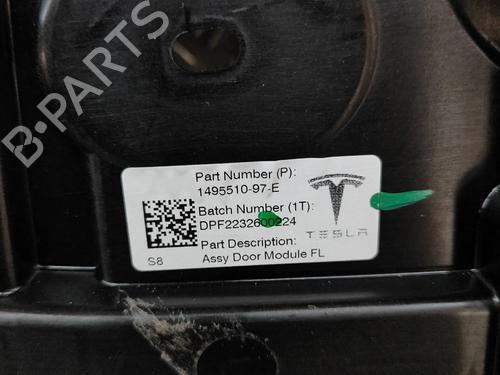 B-PARTS
Part Number (P):
1495510-97-E
Batch Number (1T):
DPF2232600224
Part Description:
Assy Door Module FL
S8
TESLA